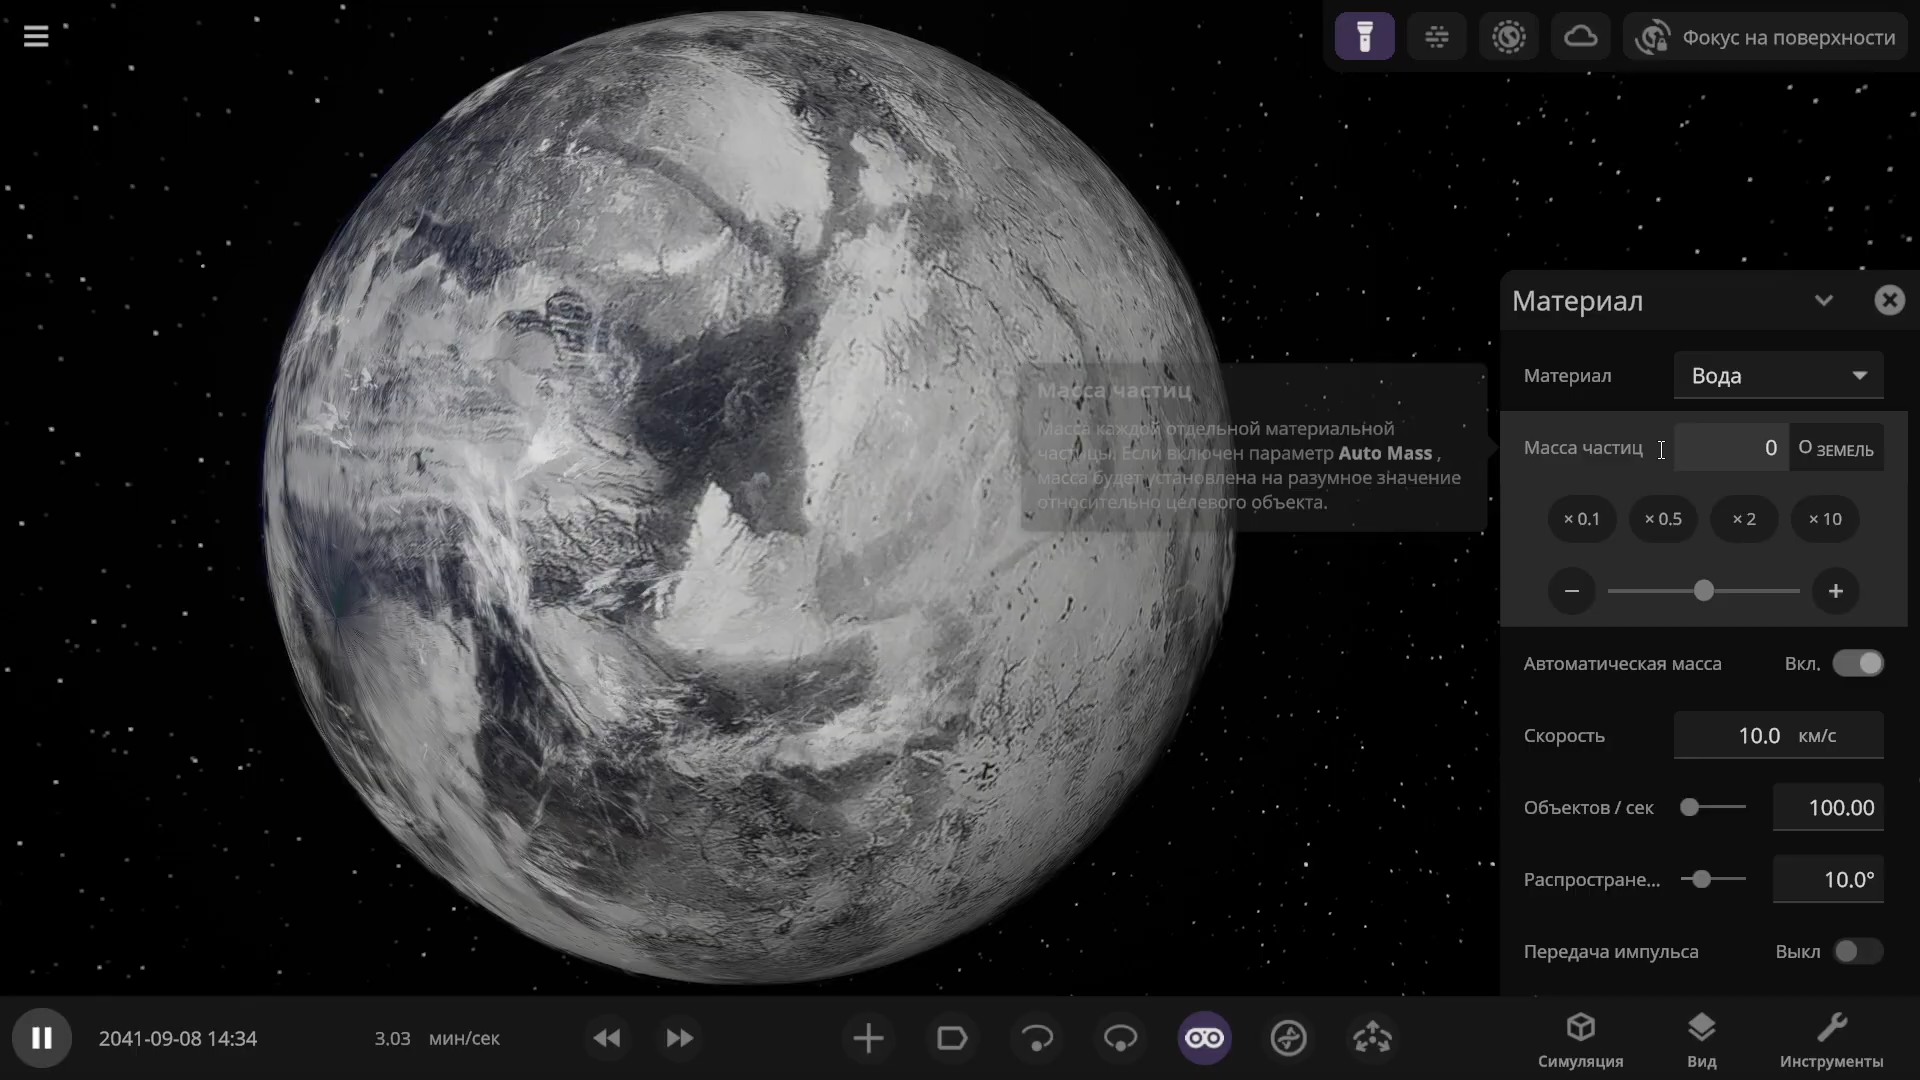 Фокус на поверхности
Материал
Материал Вода
Масса частиц 0 О ЗЕМЕЛЬ
× 0.1 × 0.5 × 2 × 10
Масса частиц
Масса каждой отдельной материальной
частицы. Если включен параметр Auto Mass ,
масса будет установлена на разумное значение
относительно целевого объекта.
Автоматическая масса Вкл.
Скорость 10.0 км/с
Объектов / сек 100.00
Распростране... 10.0°
Передача импульса Выкл
2041-09-08 14:34 3.03 мин/сек
Симуляция Вид Инструменты